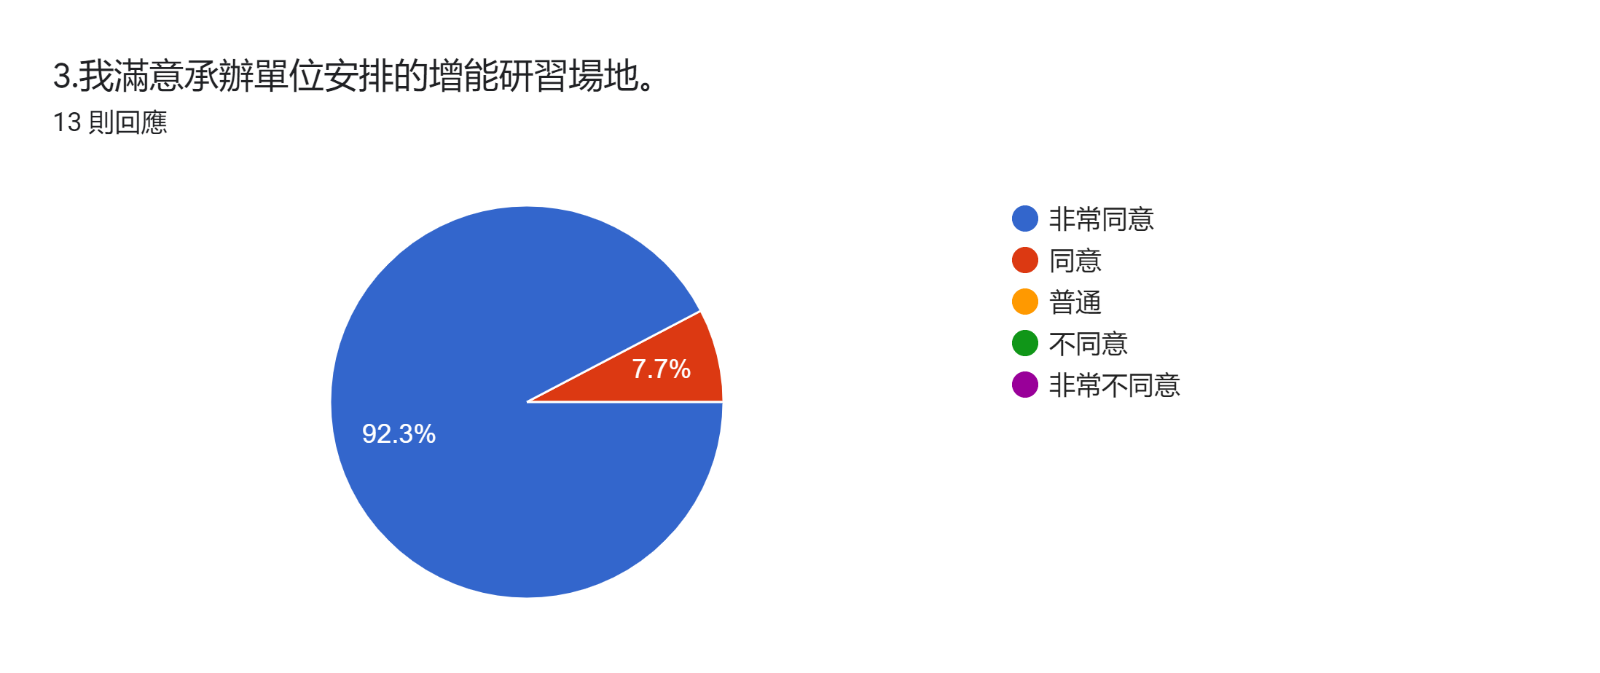 3.我滿意承辦單位安排的增能研習場地。
13 則回應
非常同意
同意
普通
不同意
非常不同意
7.7%
92.3%